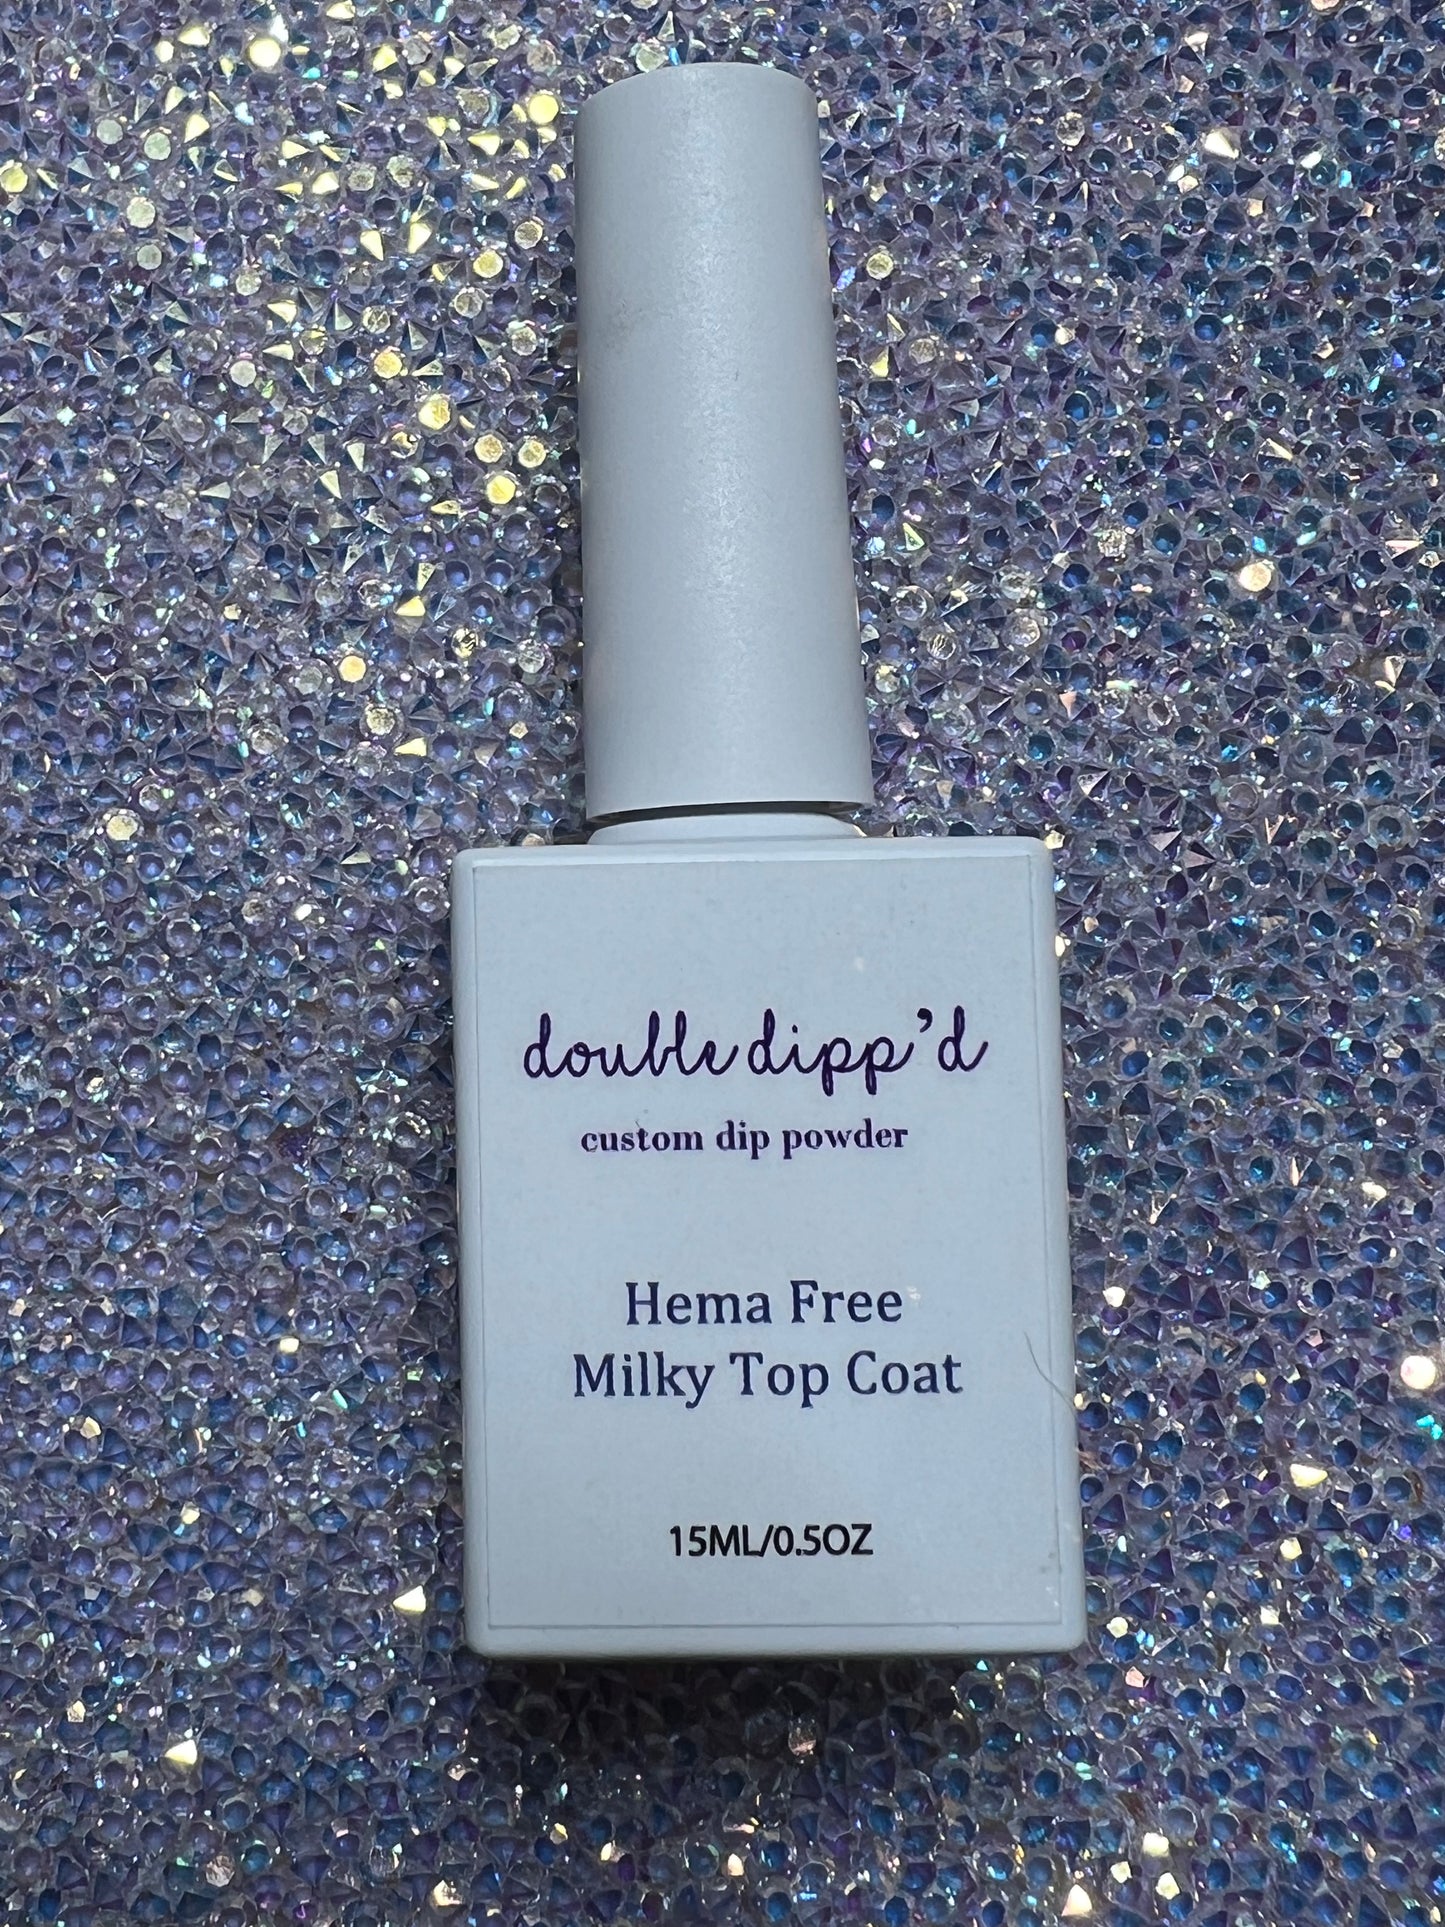 double dipp'd
custom dip powder
Hema Free
Milky Top Coat
15ML/0.5OZ